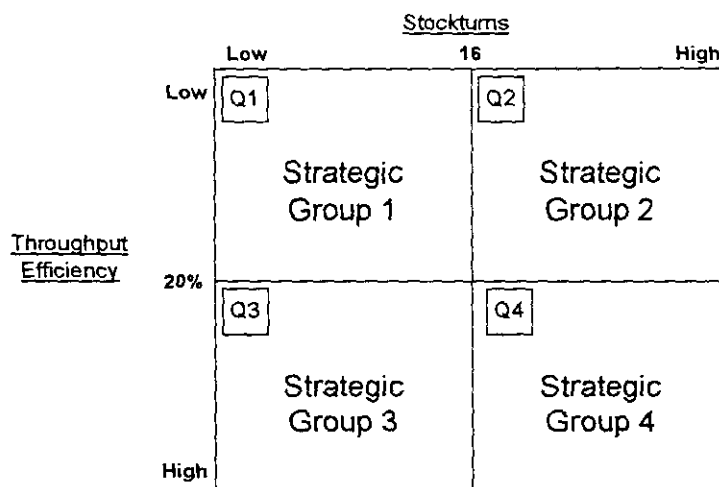 Stockturns
Low 16 High
Low
Q1 Q2
Strategic Strategic
Group 1 Group 2
Throughput
Efficiency
20%
Q3 Q4
Strategic Strategic
Group 3 Group 4
High